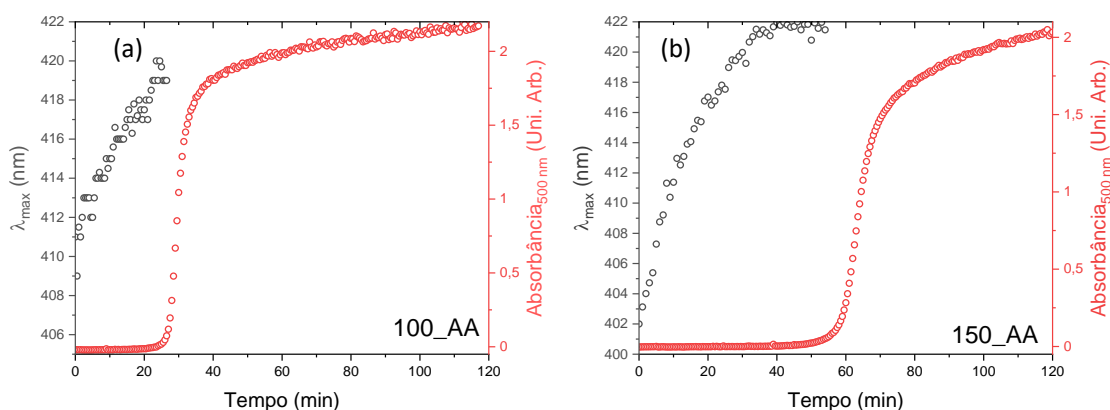 (a)
λmax (nm)
422
420
418
416
414
412
410
408
406
2
1,5
1
0,5
0
Absorbância500 nm (Uni. Arb.)
100_AA
0 20 40 60 80 100 120
Tempo (min)
(b)
λmax (nm)
422
420
418
416
414
412
410
408
406
404
402
400
2
1,5
1
0,5
0
Absorbância500 nm (Uni. Arb.)
150_AA
0 20 40 60 80 100 120
Tempo (min)